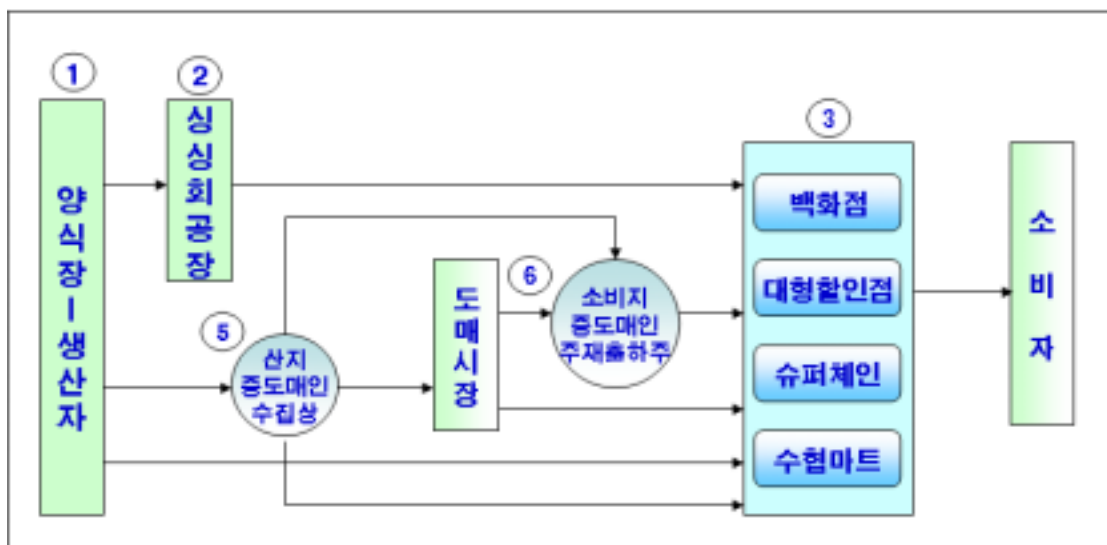 ①
양식장-생산자
②
싱싱회공장
⑤
산지
중도매인
수집상
도매시장
⑥
소비지
중도매인
주재출하주
③
백화점
대형할인점
슈퍼체인
수협마트
소비자